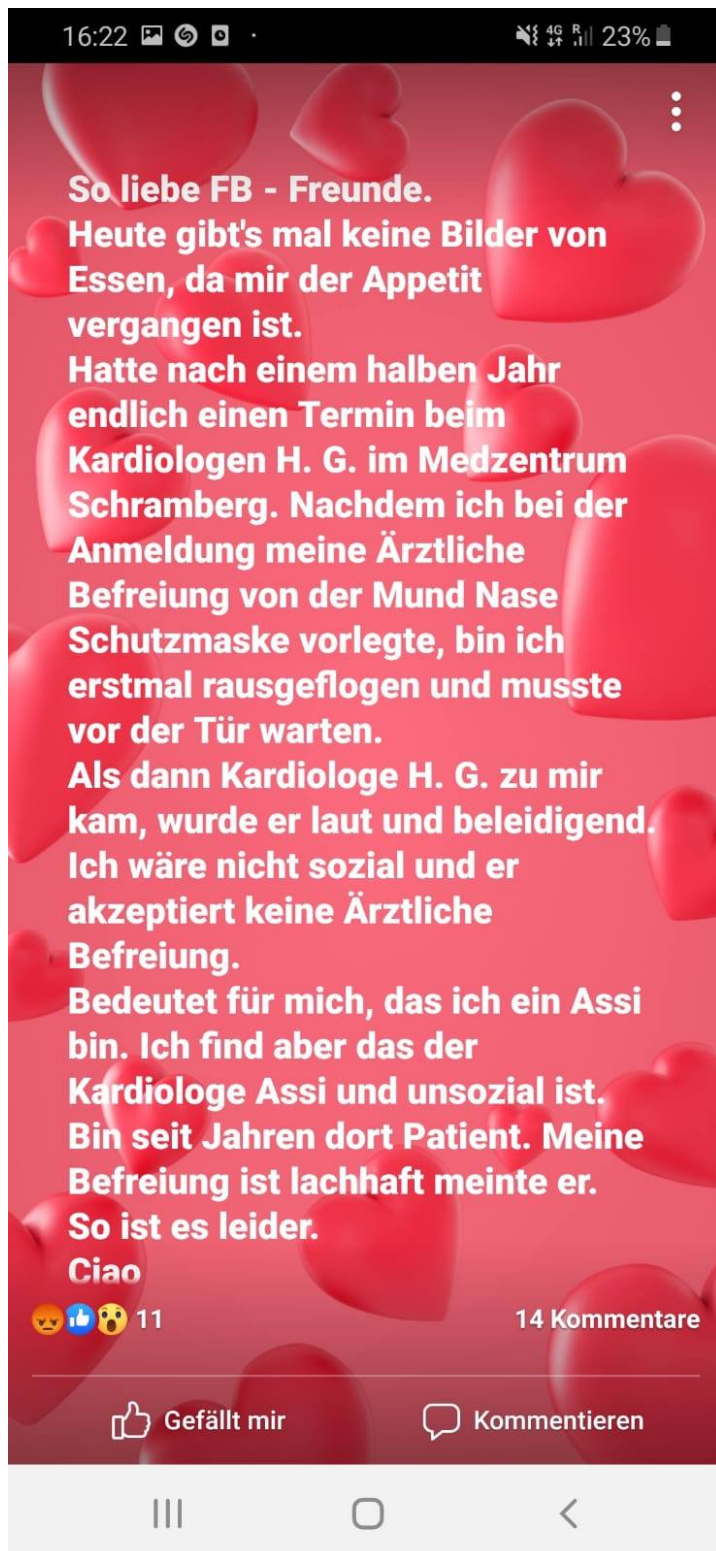 16:22
4G R 23%
So liebe FB - Freunde.
Heute gibt's mal keine Bilder von
Essen, da mir der Appetit
vergangen ist.
Hatte nach einem halben Jahr
endlich einen Termin beim
Kardiologen H. G. im Medzentrum
Schramberg. Nachdem ich bei der
Anmeldung meine Ärztliche
Befreiung von der Mund Nase
Schutzmaske vorlegte, bin ich
erstmal rausgeflogen und musste
vor der Tür warten.
Als dann Kardiologe H. G. zu mir
kam, wurde er laut und beleidigend.
Ich wäre nicht sozial und er
akzeptiert keine Ärztliche
Befreiung.
Bedeutet für mich, das ich ein Assi
bin. Ich find aber das der
Kardiologe Assi und unsozial ist.
Bin seit Jahren dort Patient. Meine
Befreiung ist lachhaft meinte er.
So ist es leider.
Ciao
11 14 Kommentare
Gefällt mir Kommentieren